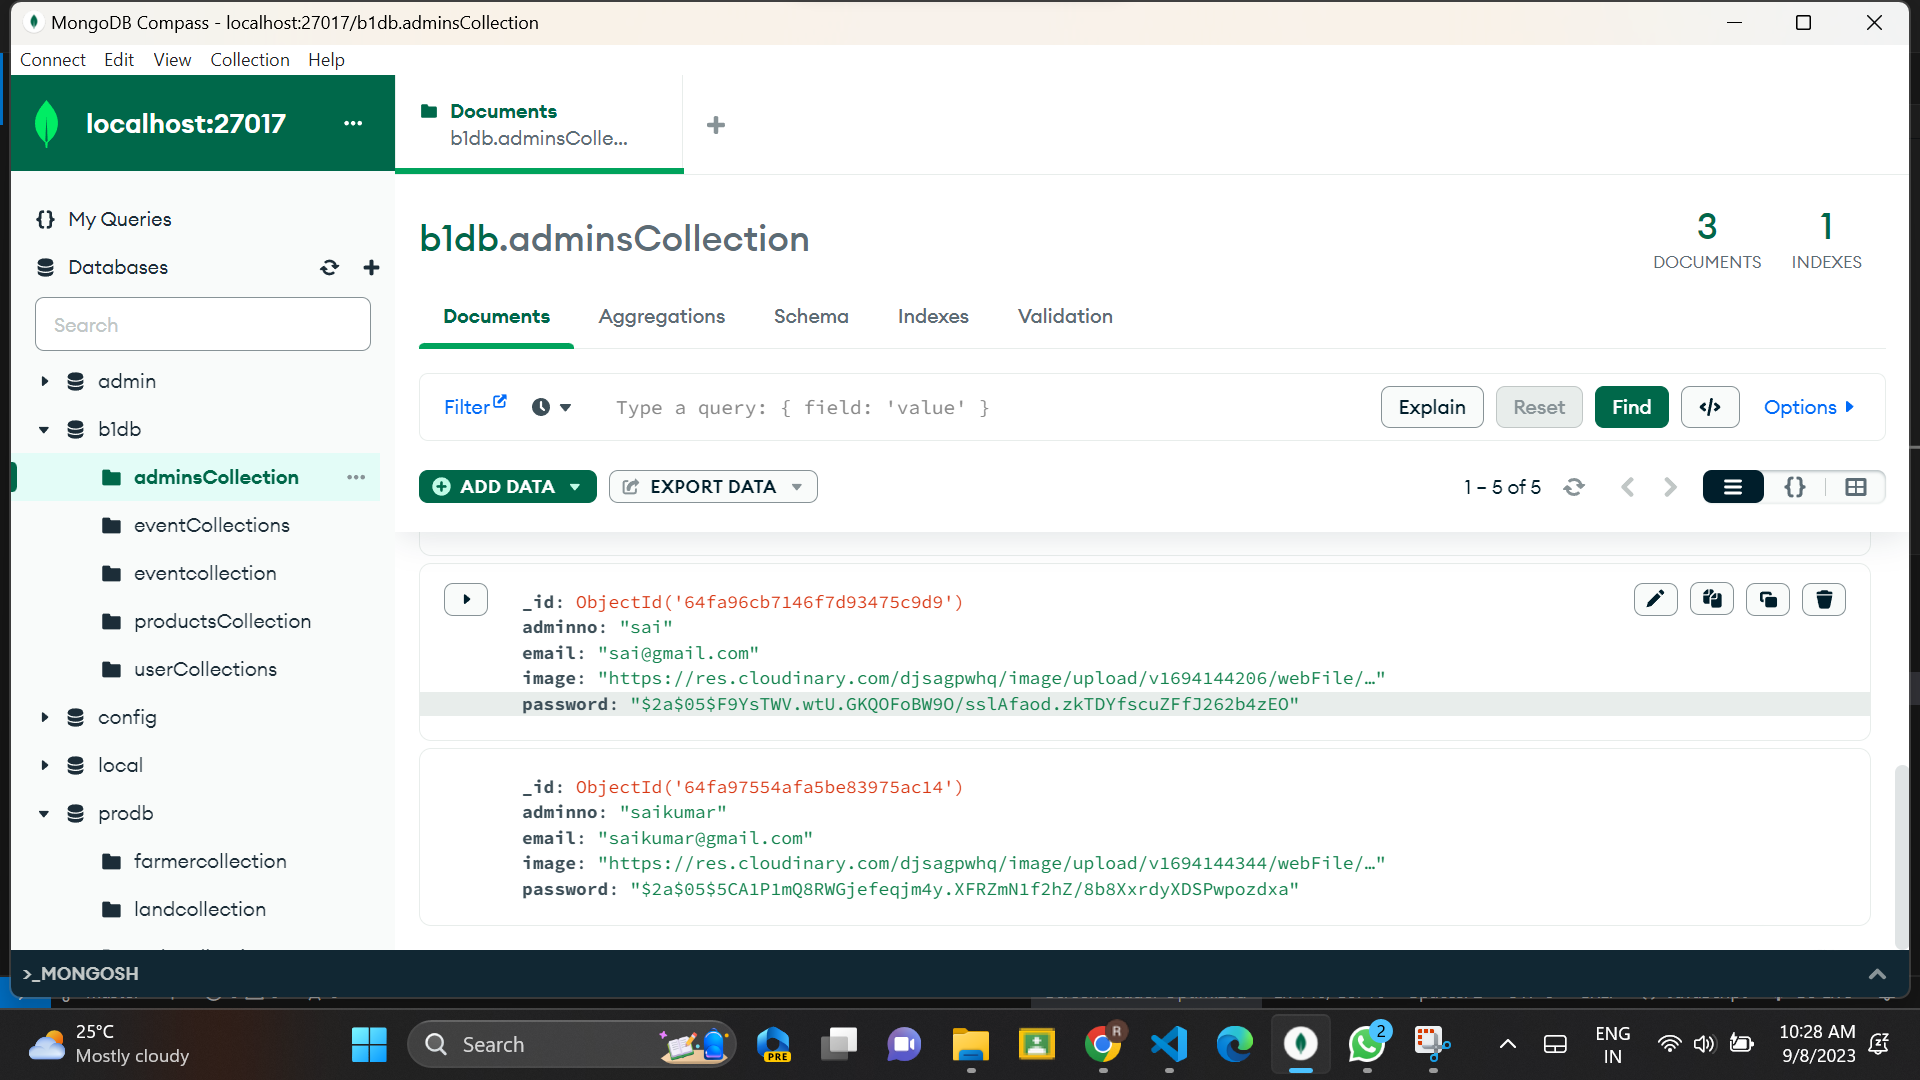 MongoDB Compass - localhost:27017/b1db.adminsCollection
Connect Edit View Collection Help
localhost:27017
Documents
b1db.adminsColle...
My Queries
Databases
Search
admin
b1db
adminsCollection
eventCollections
eventcollection
productsCollection
userCollections
config
local
prodb
farmercollection
landcollection
b1db.adminsCollection
3
DOCUMENTS
1
INDEXES
Documents Aggregations Schema Indexes Validation
Filter
Type a query: { field: 'value' }
Explain Reset Find </> Options
ADD DATA EXPORT DATA
1 – 5 of 5
{}
_id: ObjectId('64fa96cb7146f7d93475c9d9')
adminno: "sai"
email: "sai@gmail.com"
image: "https://res.cloudinary.com/djsagpwhq/image/upload/v1694144206/webFile/…"
password: "$2a$05$F9YsTWV.wtU.GKQOFoBW9O/sslAfaod.zkTDYfscuZFfJ262b4zEO"
_id: ObjectId('64fa97554afa5be83975ac14')
adminno: "saikumar"
email: "saikumar@gmail.com"
image: "https://res.cloudinary.com/djsagpwhq/image/upload/v1694144344/webFile/…"
password: "$2a$05$5CA1P1mQ8RWGjefeqjm4y.XFRZmN1f2hZ/8b8XxrdyXDSPwpozdxa"
>_MONGOSH
25°C
Mostly cloudy
Search
PRE
R
2
ENG
IN
10:28 AM
9/8/2023